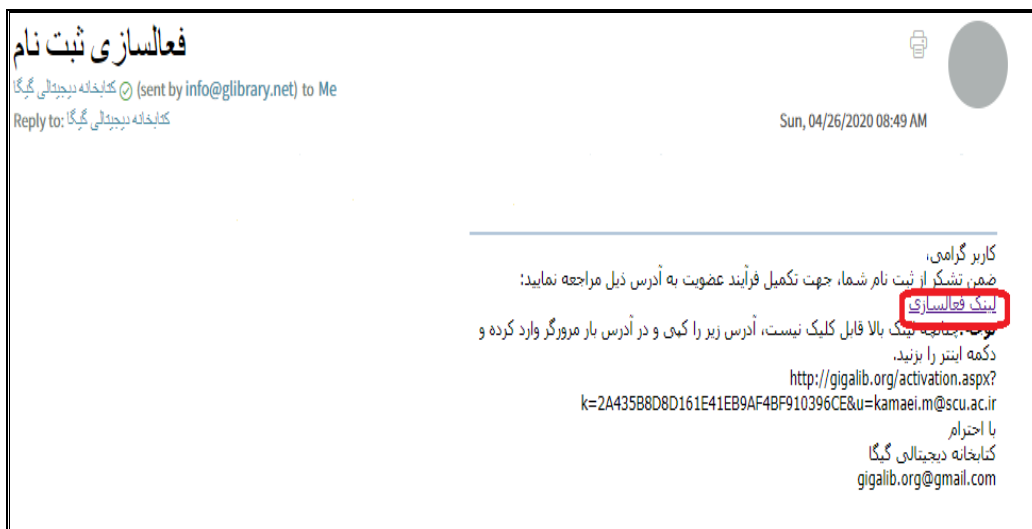 فعالسازی ثبت نام
کتابخانه دیجیتالی گیگا (sent by info@glibrary.net) to Me
Reply to: کتابخانه دیجیتالی گیگا
Sun, 04/26/2020 08:49 AM
کاربر گرامی،
ضمن تشکر از ثبت نام شما، جهت تکمیل فرآیند عضویت به آدرس ذیل مراجعه نمایید:
لینک فعالسازی
توجه: چنانچه لینک بالا قابل کلیک نیست، آدرس زیر را کپی و در آدرس بار مرورگر وارد کرده و
دکمه اینتر را بزنید.
http://gigalib.org/activation.aspx?
k=2A435B8D8D161E41EB9AF4BF910396CE&u=kamaei.m@scu.ac.ir
با احترام
کتابخانه دیجیتالی گیگا
gigalib.org@gmail.com